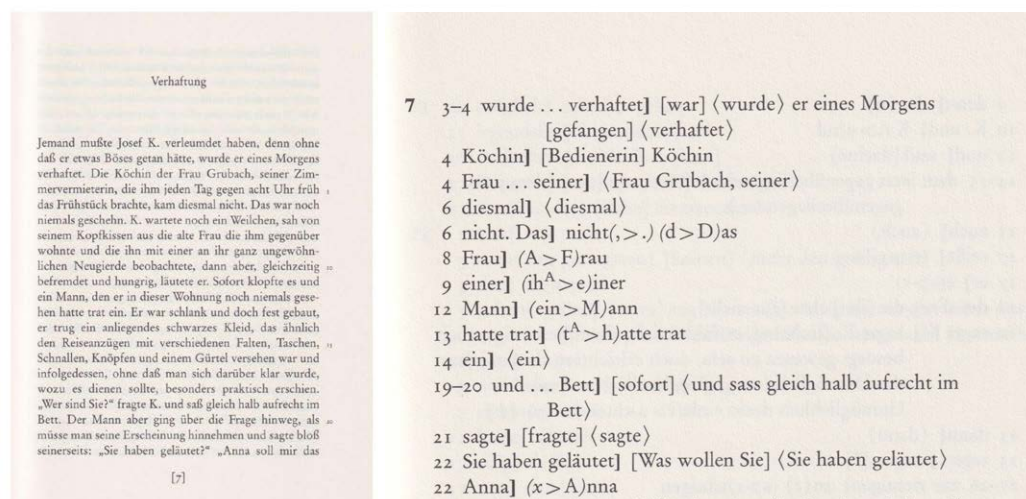 Verhaftung
Jemand mußte Josef K. verleumdet haben, denn ohne
daß er etwas Böses getan hätte, wurde er eines Morgens
verhaftet. Die Köchin der Frau Grubach, seiner Zim-
mervermieterin, die ihm jeden Tag gegen acht Uhr früh 5
das Frühstück brachte, kam diesmal nicht. Das war noch
niemals geschehn. K. wartete noch ein Weilchen, sah von
seinem Kopfkissen aus die alte Frau die ihm gegenüber
wohnte und die ihn mit einer an ihr ganz ungewöhn-
lichen Neugierde beobachtete, dann aber, gleichzeitig 10
befremdet und hungrig, läutete er. Sofort klopfte es und
ein Mann, den er in dieser Wohnung noch niemals gese-
hen hatte trat ein. Er war schlank und doch fest gebaut,
er trug ein anliegendes schwarzes Kleid, das ähnlich
den Reiseanzügen mit verschiedenen Falten, Taschen, 15
Schnallen, Knöpfen und einem Gürtel versehen war und
infolgedessen, ohne daß man sich darüber klar wurde,
wozu es dienen sollte, besonders praktisch erschien.
„Wer sind Sie?“ fragte K. und saß gleich halb aufrecht im
Bett. Der Mann aber ging über die Frage hinweg, als 20
müsse man seine Erscheinung hinnehmen und sagte bloß
seinerseits: „Sie haben geläutet?“ „Anna soll mir das
[7]
7 3–4 wurde ... verhaftet] [war] ⟨wurde⟩ er eines Morgens
[gefangen] ⟨verhaftet⟩
4 Köchin] [Bedienerin] Köchin
4 Frau ... seiner] ⟨Frau Grubach, seiner⟩
6 diesmal] ⟨diesmal⟩
6 nicht. Das] nicht(,>.) (d>D)as
8 Frau] (A>F)rau
9 einer] (ihᴬ>e)iner
12 Mann] (ein>M)ann
13 hatte trat] (tᴬ>h)atte trat
14 ein] ⟨ein⟩
19–20 und ... Bett] [sofort] ⟨und sass gleich halb aufrecht im
Bett⟩
21 sagte] [fragte] ⟨sagte⟩
22 Sie haben geläutet] [Was wollen Sie] ⟨Sie haben geläutet⟩
22 Anna] (x>A)nna